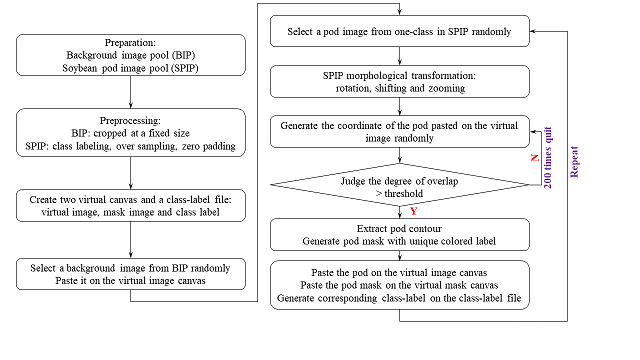 Preparation:
Background image pool (BIP)
Soybean pod image pool (SPIP)
Preprocessing:
BIP: cropped at a fixed size
SPIP: class labeling, over sampling, zero padding
Create two virtual canvas and a class-label file:
virtual image, mask image and class label
Select a background image from BIP randomly
Paste it on the virtual image canvas
Select a pod image from one-class in SPIP randomly
SPIP morphological transformation:
rotation, shifting and zooming
Generate the coordinate of the pod pasted on the virtual
image randomly
Judge the degree of overlap
> threshold
N
200 times quit
Repeat
Y
Extract pod contour
Generate pod mask with unique colored label
Paste the pod on the virtual image canvas
Paste the pod mask on the virtual mask canvas
Generate corresponding class-label on the class-label file